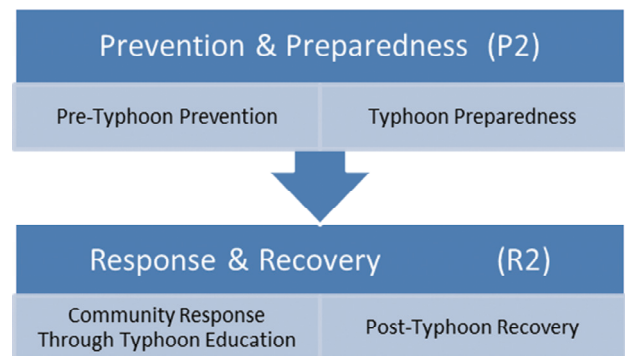 Prevention & Preparedness (P2)
Pre-Typhoon Prevention
Typhoon Preparedness
Response & Recovery (R2)
Community Response
Through Typhoon Education
Post-Typhoon Recovery